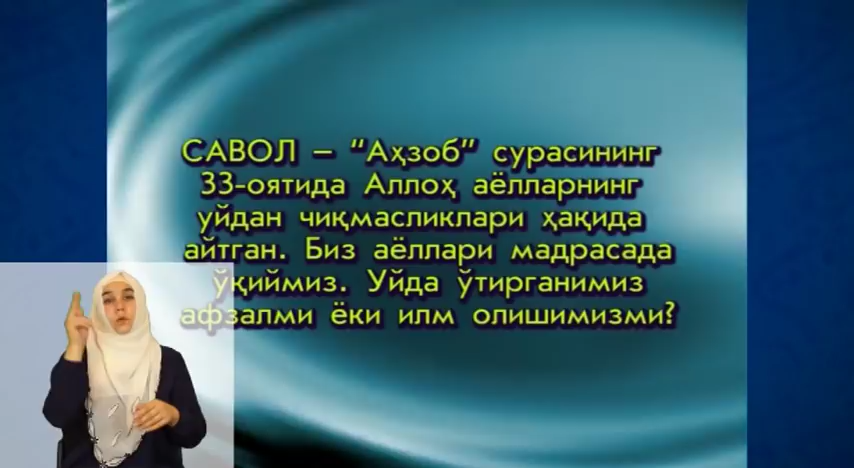 САВОЛ – “Аҳзоб” сурасининг
33-оятида Аллоҳ аёлларнинг
уйдан чиқмасликлари ҳақида
айтган. Биз аёллари мадрасада
ўқиймиз. Уйда ўтирганимиз
афзалми ёки илм олишимизми?